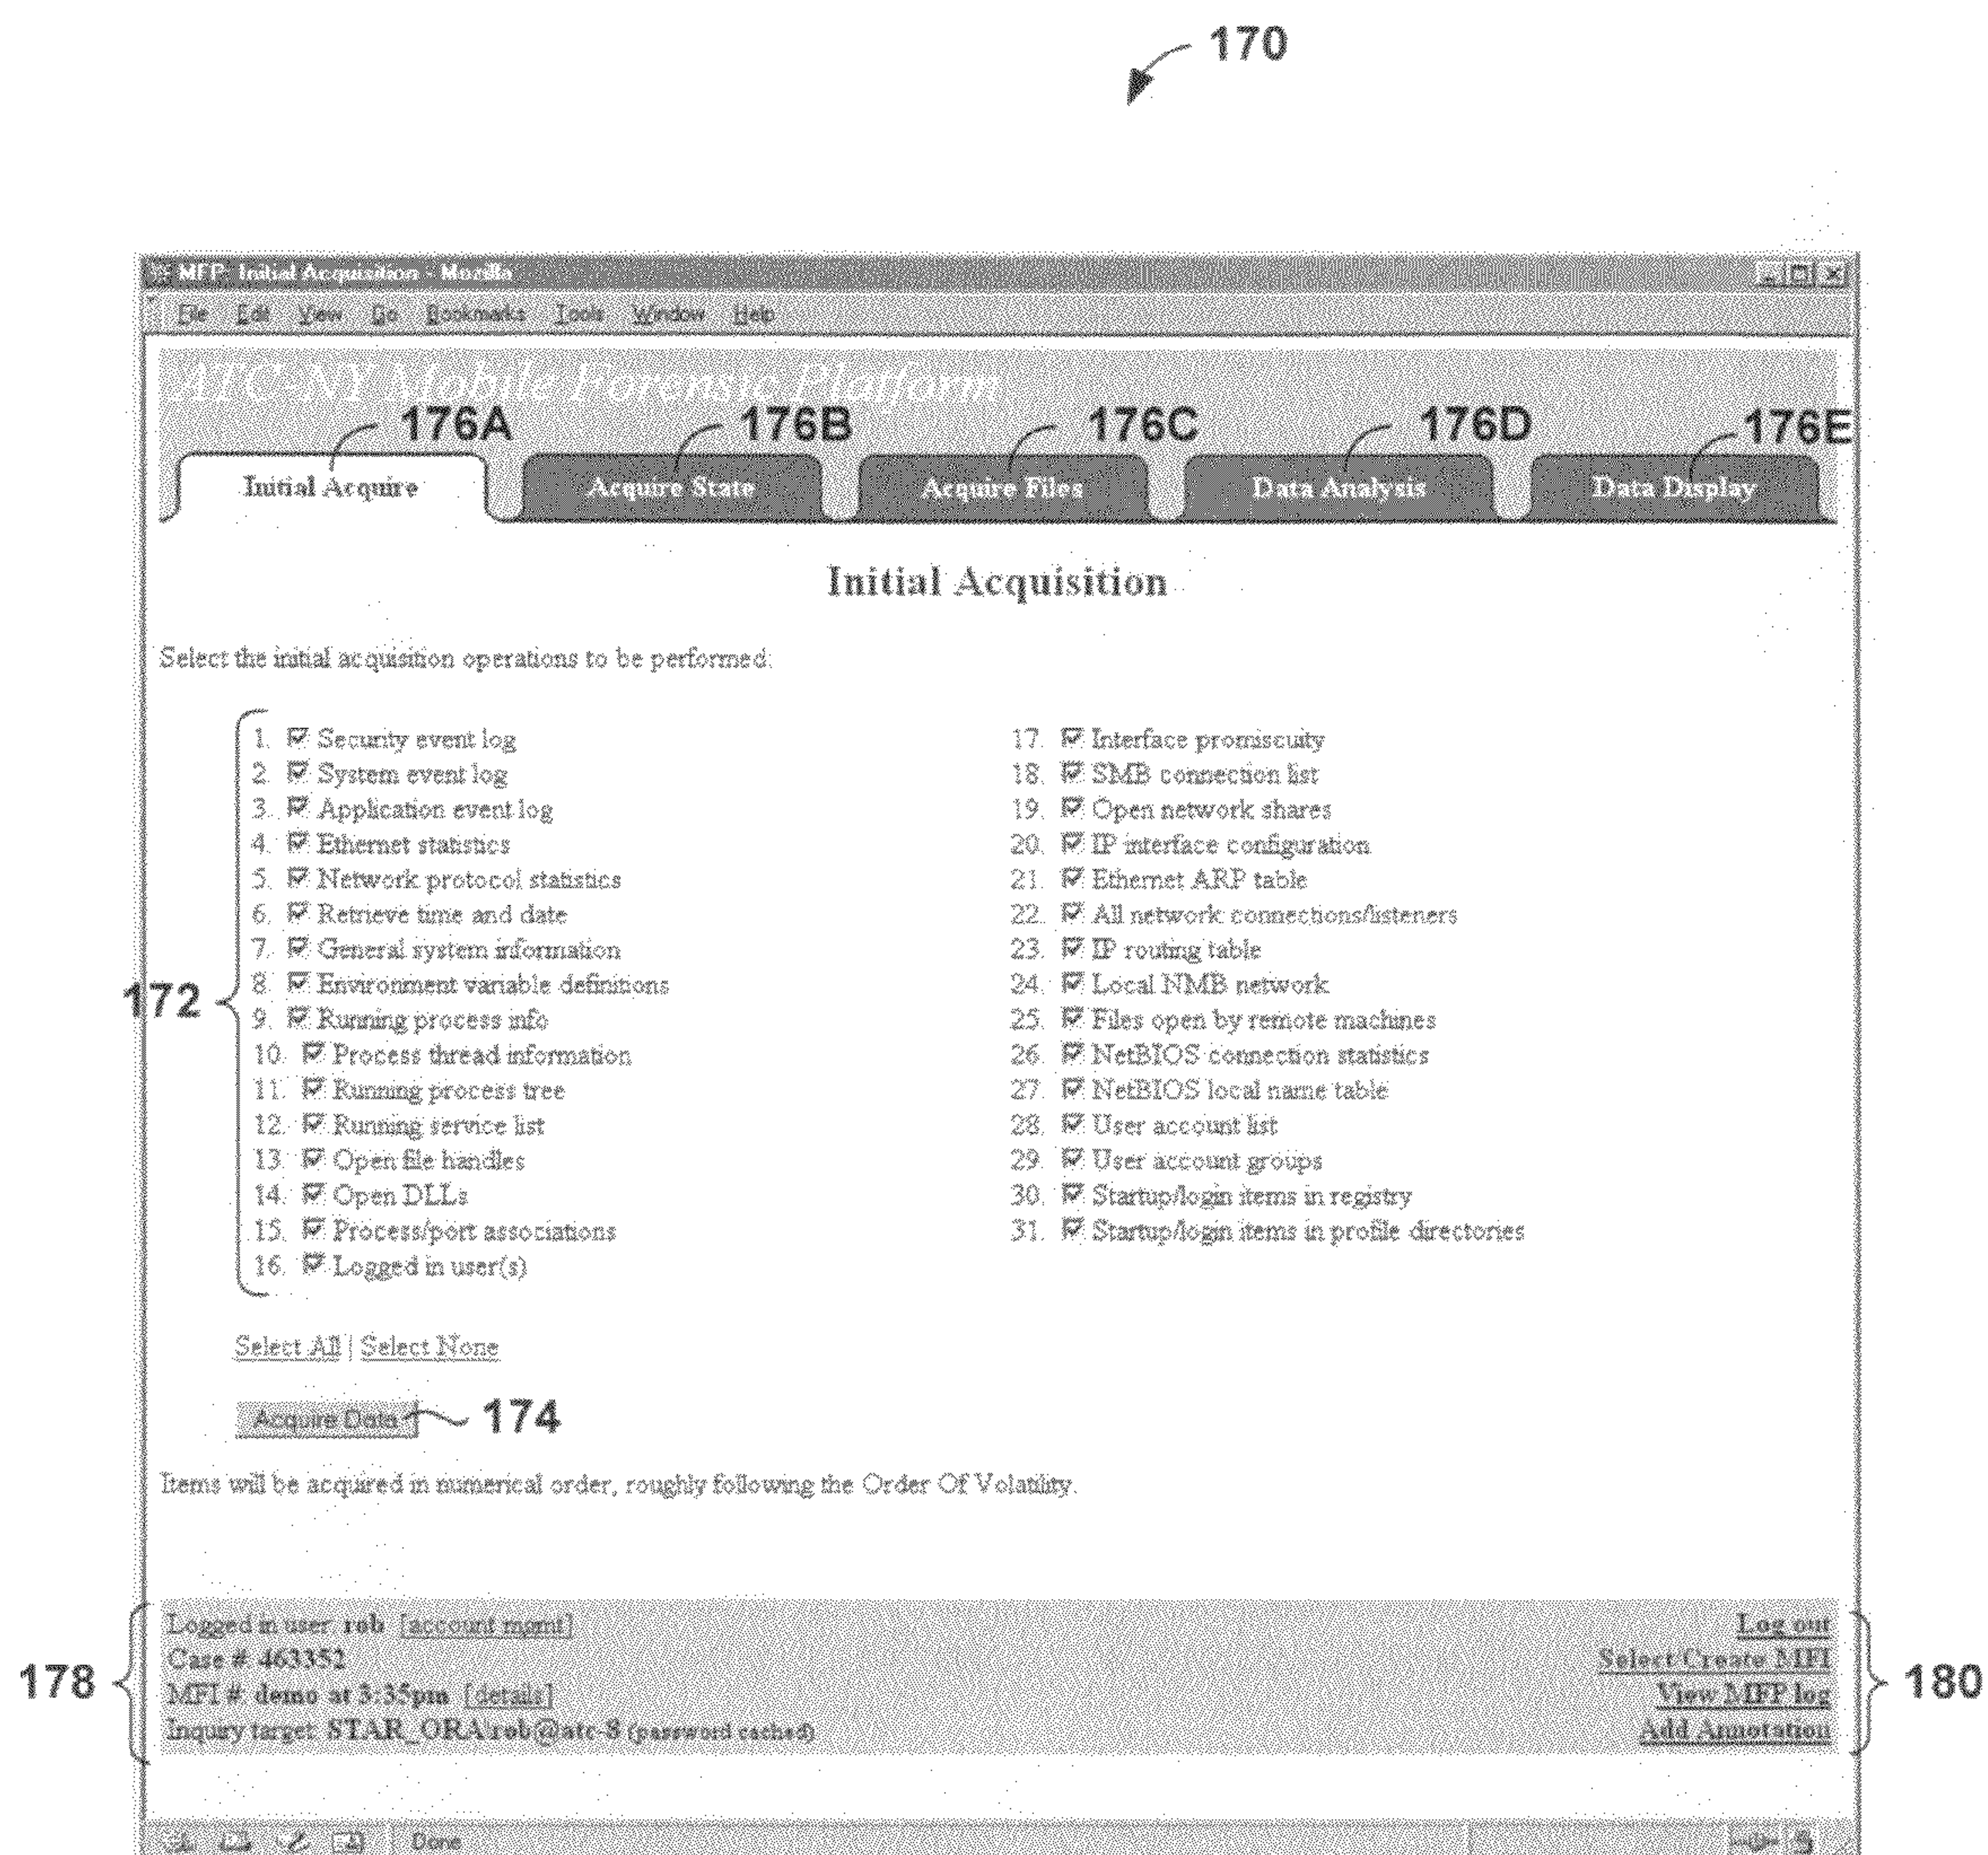 170
MFP: Initial Acquisition - Mozilla
File Edit View Go Bookmarks Tools Window Help
ATC-NY Mobile Forensic Platform
176A 176B 176C 176D 176E
Initial Acquire Acquire State Acquire Files Data Analysis Data Display
Initial Acquisition
Select the initial acquisition operations to be performed:
172
1. Security event log
2. System event log
3. Application event log
4. Ethernet statistics
5. Network protocol statistics
6. Retrieve time and date
7. General system information
8. Environment variable definitions
9. Running process info
10. Process thread information
11. Running process tree
12. Running service list
13. Open file handles
14. Open DLLs
15. Process/port associations
16. Logged in user(s)
17. Interface promiscuity
18. SMB connection list
19. Open network shares
20. IP interface configuration
21. Ethernet ARP table
22. All network connections/listeners
23. IP routing table
24. Local NMB network
25. Files open by remote machines
26. NetBIOS connection statistics
27. NetBIOS local name table
28. User account list
29. User account groups
30. Startup/login items in registry
31. Startup/login items in profile directories
Select All | Select None
Acquire Data 174
Items will be acquired in numerical order, roughly following the Order Of Volatility.
178
Logged in user: rob [account mgmt]
Case #: 463352
MFI #: demo at 3:35pm [details]
Inquiry target: STAR_ORA\rob@atc-8 (password cached)
Log out
Select Create MFI
View MFP log
Add Annotation
180
Done